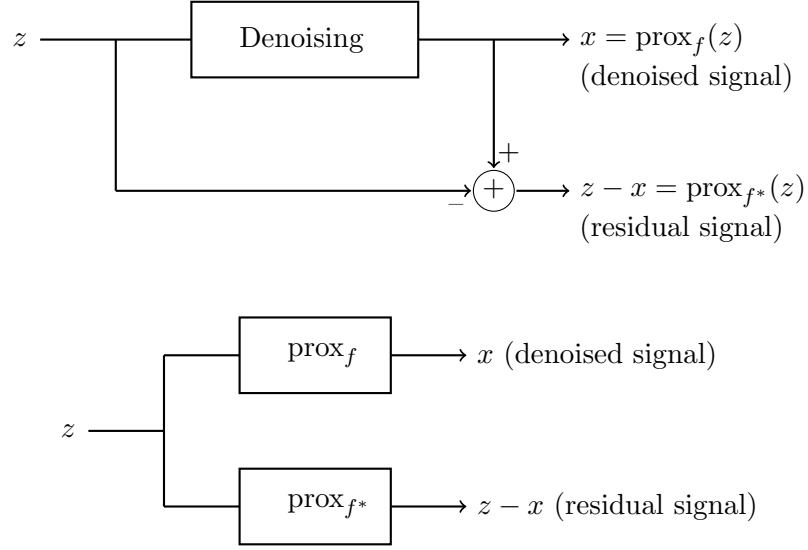 z
Denoising
x = prox_f(z)
(denoised signal)
+
−
+
z − x = prox_{f*}(z)
(residual signal)
prox_f
x (denoised signal)
z
prox_{f*}
z − x (residual signal)